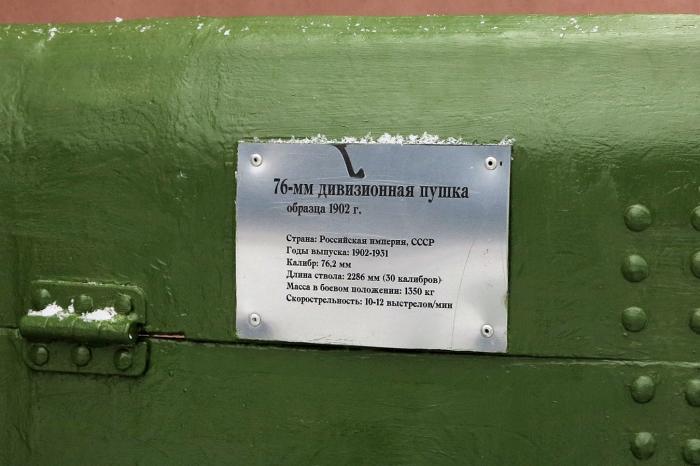 76-мм дивизионная пушка
образца 1902 г.
Страна: Российская империя, СССР
Годы выпуска: 1902-1931
Калибр: 76,2 мм
Длина ствола: 2286 мм (30 калибров)
Масса в боевом положении: 1350 кг
Скорострельность: 10-12 выстрелов/мин